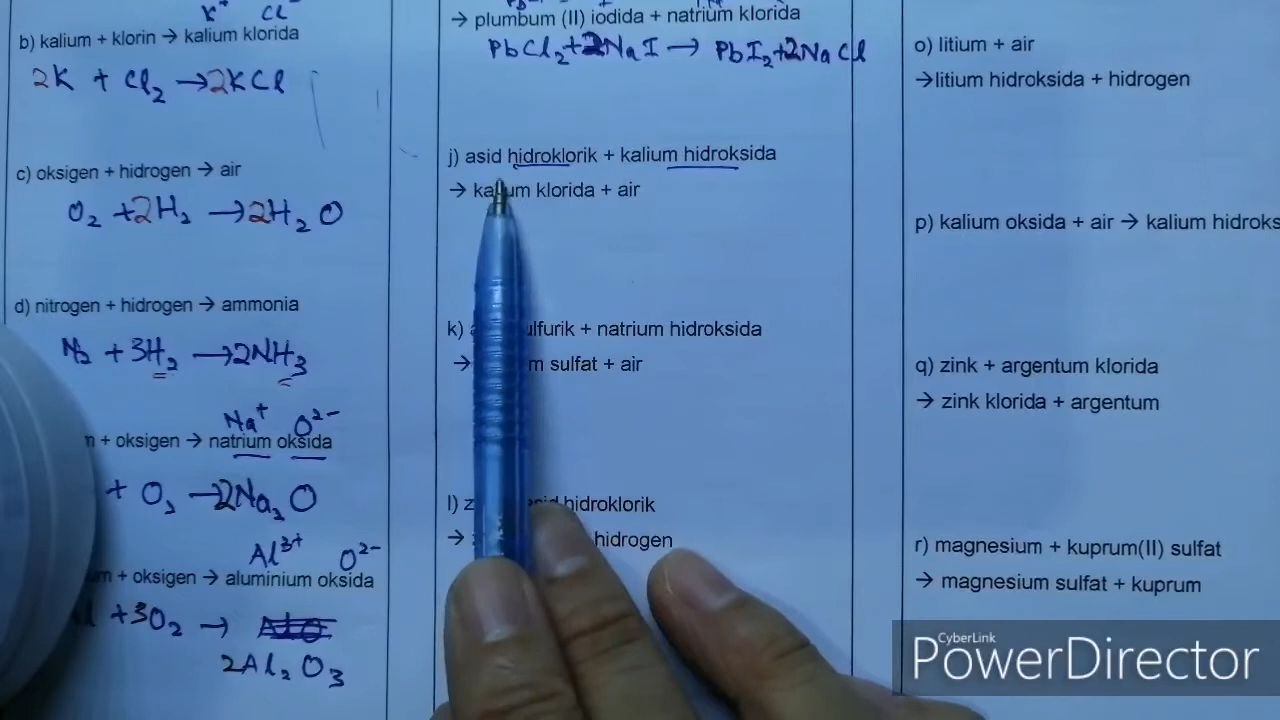 K⁺ Cl⁻
b) kalium + klorin → kalium klorida
2K + Cl₂ → 2KCl
c) oksigen + hidrogen → air
O₂ + 2H₂ → 2H₂O
d) nitrogen + hidrogen → ammonia
N₂ + 3H₂ → 2NH₃
Na⁺ O²⁻
+ oksigen → natrium oksida
+ O₂ → 2Na₂O
Al³⁺ O²⁻
+ oksigen → aluminium oksida
+ 3O₂ →
2Al₂O₃
→ plumbum (II) iodida + natrium klorida
PbCl₂ + 2NaI → PbI₂ + 2NaCl
j) asid hidroklorik + kalium hidroksida
→ kalium klorida + air
k) + natrium hidroksida
→ sulfat + air
l) asid hidroklorik
→ hidrogen
o) litium + air
→ litium hidroksida + hidrogen
p) kalium oksida + air → kalium hidroks
q) zink + argentum klorida
→ zink klorida + argentum
r) magnesium + kuprum(II) sulfat
→ magnesium sulfat + kuprum
CyberLink
PowerDirector